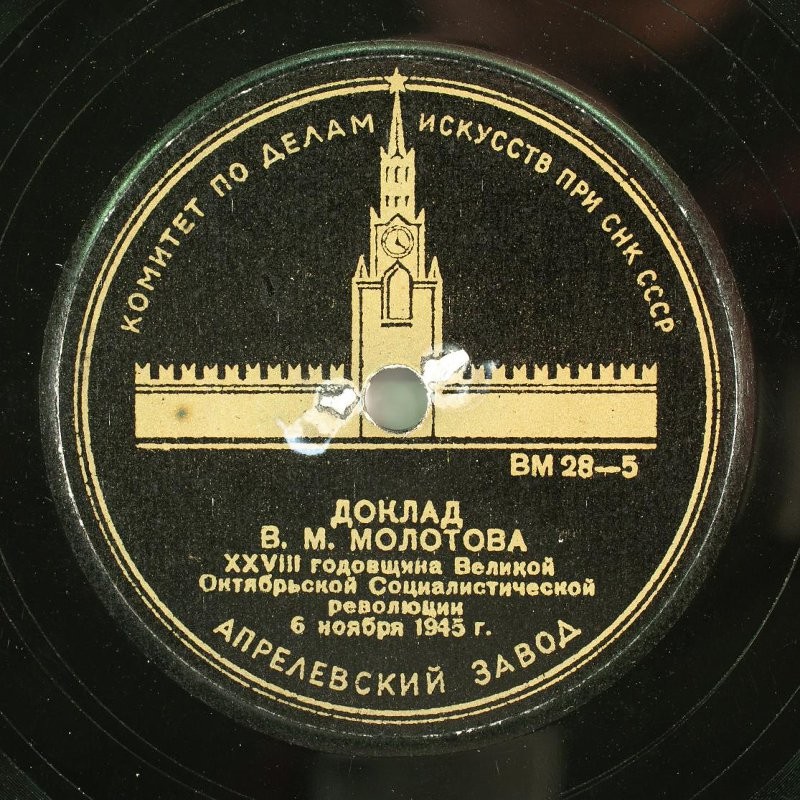 КОМИТЕТ ПО ДЕЛАМ ИСКУССТВ ПРИ СНК СССР
ВМ 28—5
ДОКЛАД
В. М. МОЛОТОВА
XXVIII годовщина Великой
Октябрьской Социалистической
революции
6 ноября 1945 г.
АПРЕЛЕВСКИЙ ЗАВОД